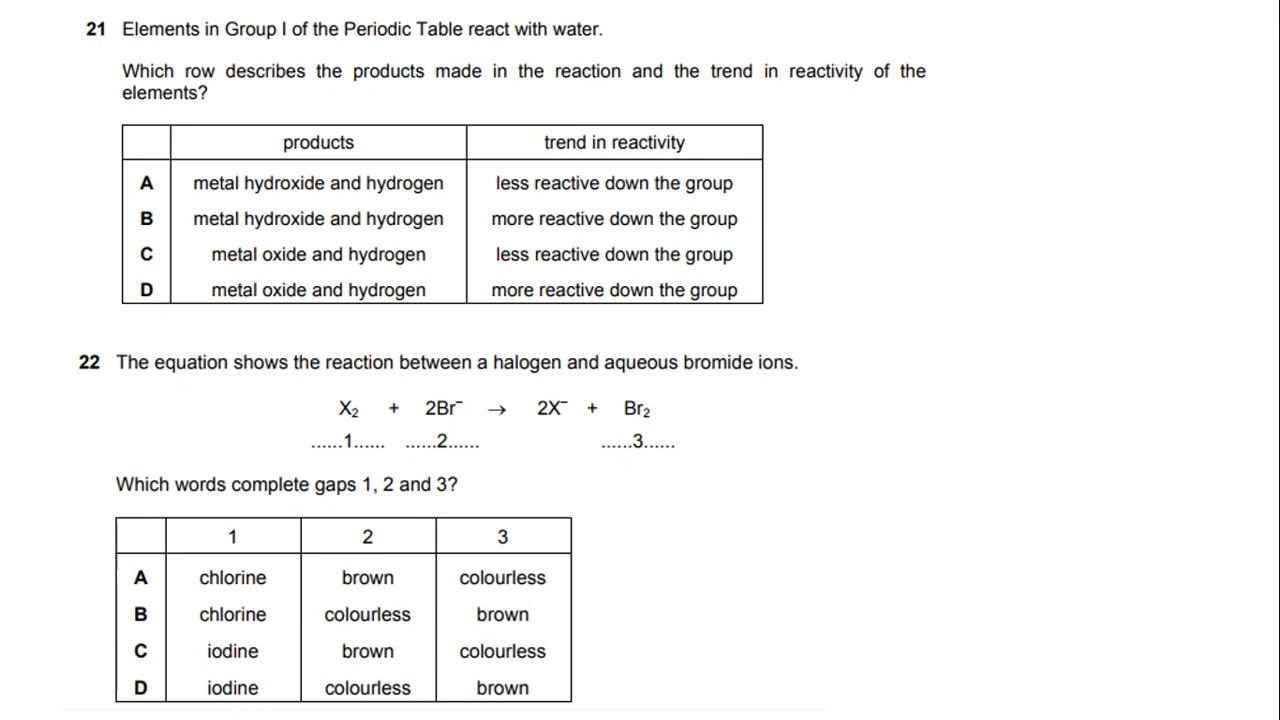 21 Elements in Group I of the Periodic Table react with water.
Which row describes the products made in the reaction and the trend in reactivity of the
elements?
products trend in reactivity
A metal hydroxide and hydrogen less reactive down the group
B metal hydroxide and hydrogen more reactive down the group
C metal oxide and hydrogen less reactive down the group
D metal oxide and hydrogen more reactive down the group
22 The equation shows the reaction between a halogen and aqueous bromide ions.
X₂ + 2Br⁻ → 2X⁻ + Br₂
......1...... ......2...... ......3......
Which words complete gaps 1, 2 and 3?
1 2 3
A chlorine brown colourless
B chlorine colourless brown
C iodine brown colourless
D iodine colourless brown